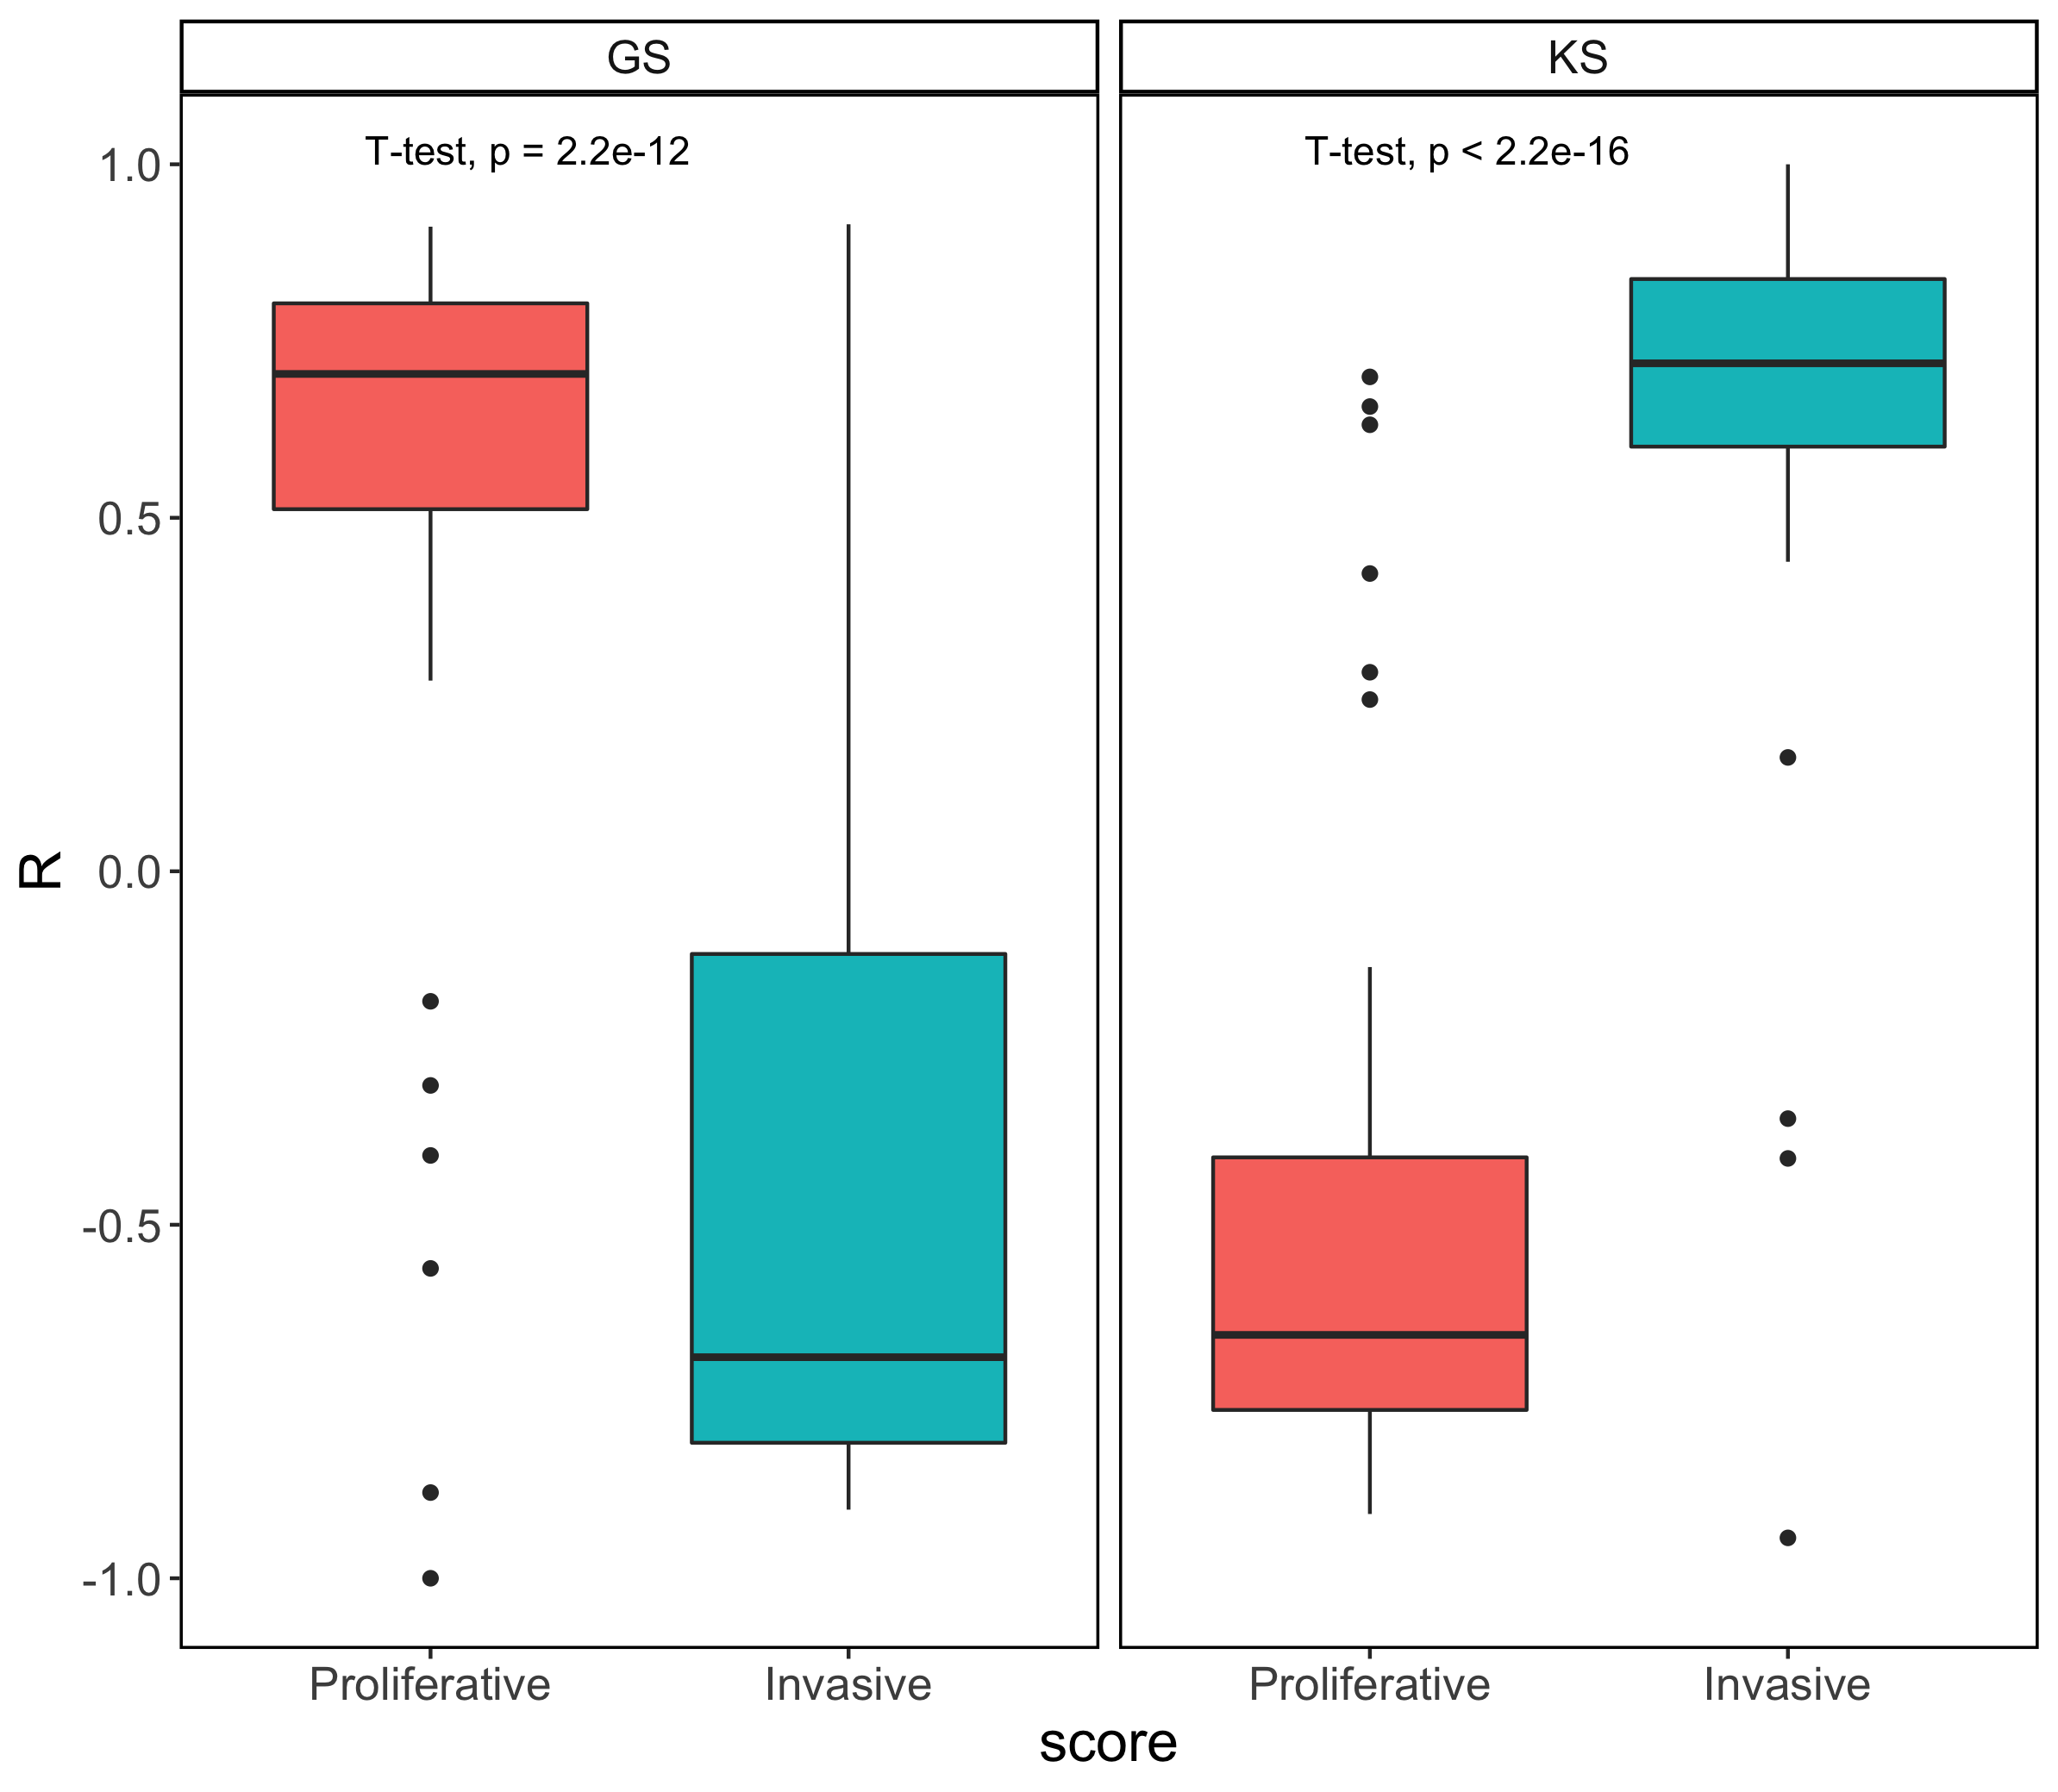 GS
KS
T-test, p = 2.2e-12
T-test, p < 2.2e-16
R
1.0
0.5
0.0
-0.5
-1.0
Proliferative
Invasive
Proliferative
Invasive
score